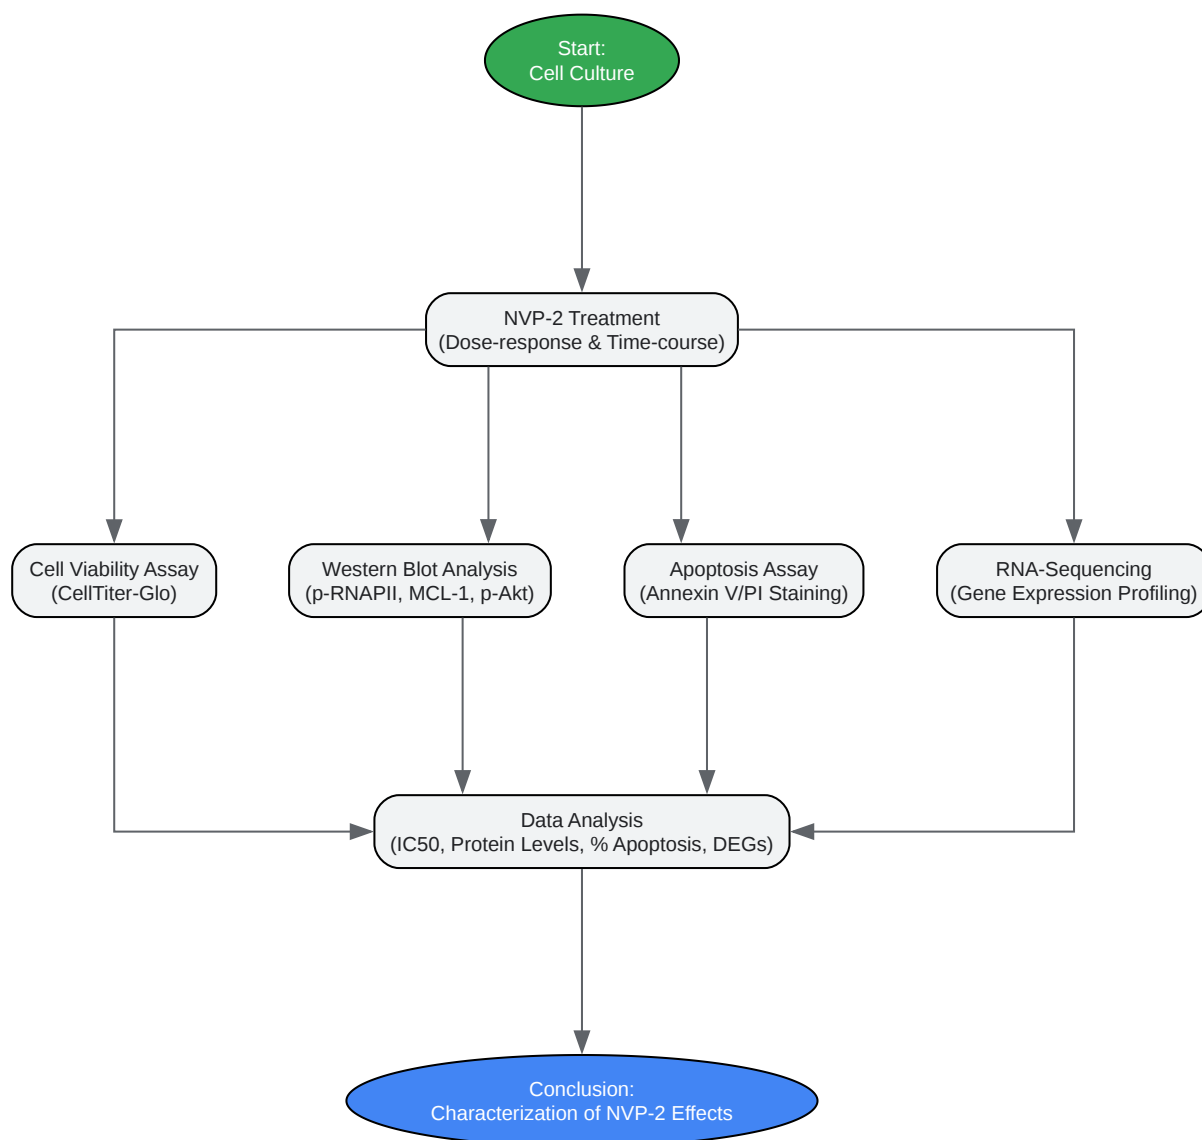 Start:
Cell Culture
NVP-2 Treatment
(Dose-response & Time-course)
Cell Viability Assay
(CellTiter-Glo)
Western Blot Analysis
(p-RNAPII, MCL-1, p-Akt)
Apoptosis Assay
(Annexin V/PI Staining)
RNA-Sequencing
(Gene Expression Profiling)
Data Analysis
(IC50, Protein Levels, % Apoptosis, DEGs)
Conclusion:
Characterization of NVP-2 Effects